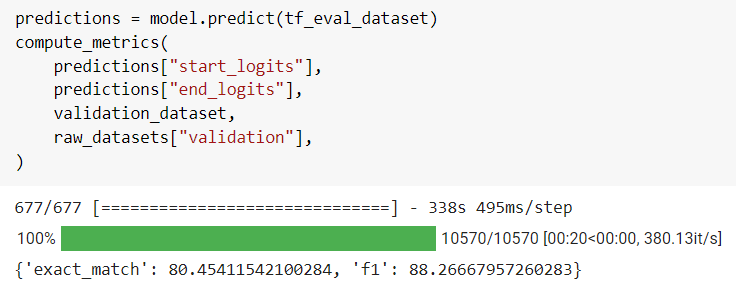 predictions = model.predict(tf_eval_dataset)
compute_metrics(
    predictions["start_logits"],
    predictions["end_logits"],
    validation_dataset,
    raw_datasets["validation"],
)
677/677 [==============================] - 338s 495ms/step
100% 10570/10570 [00:20<00:00, 380.13it/s]
{'exact_match': 80.45411542100284, 'f1': 88.26667957260283}